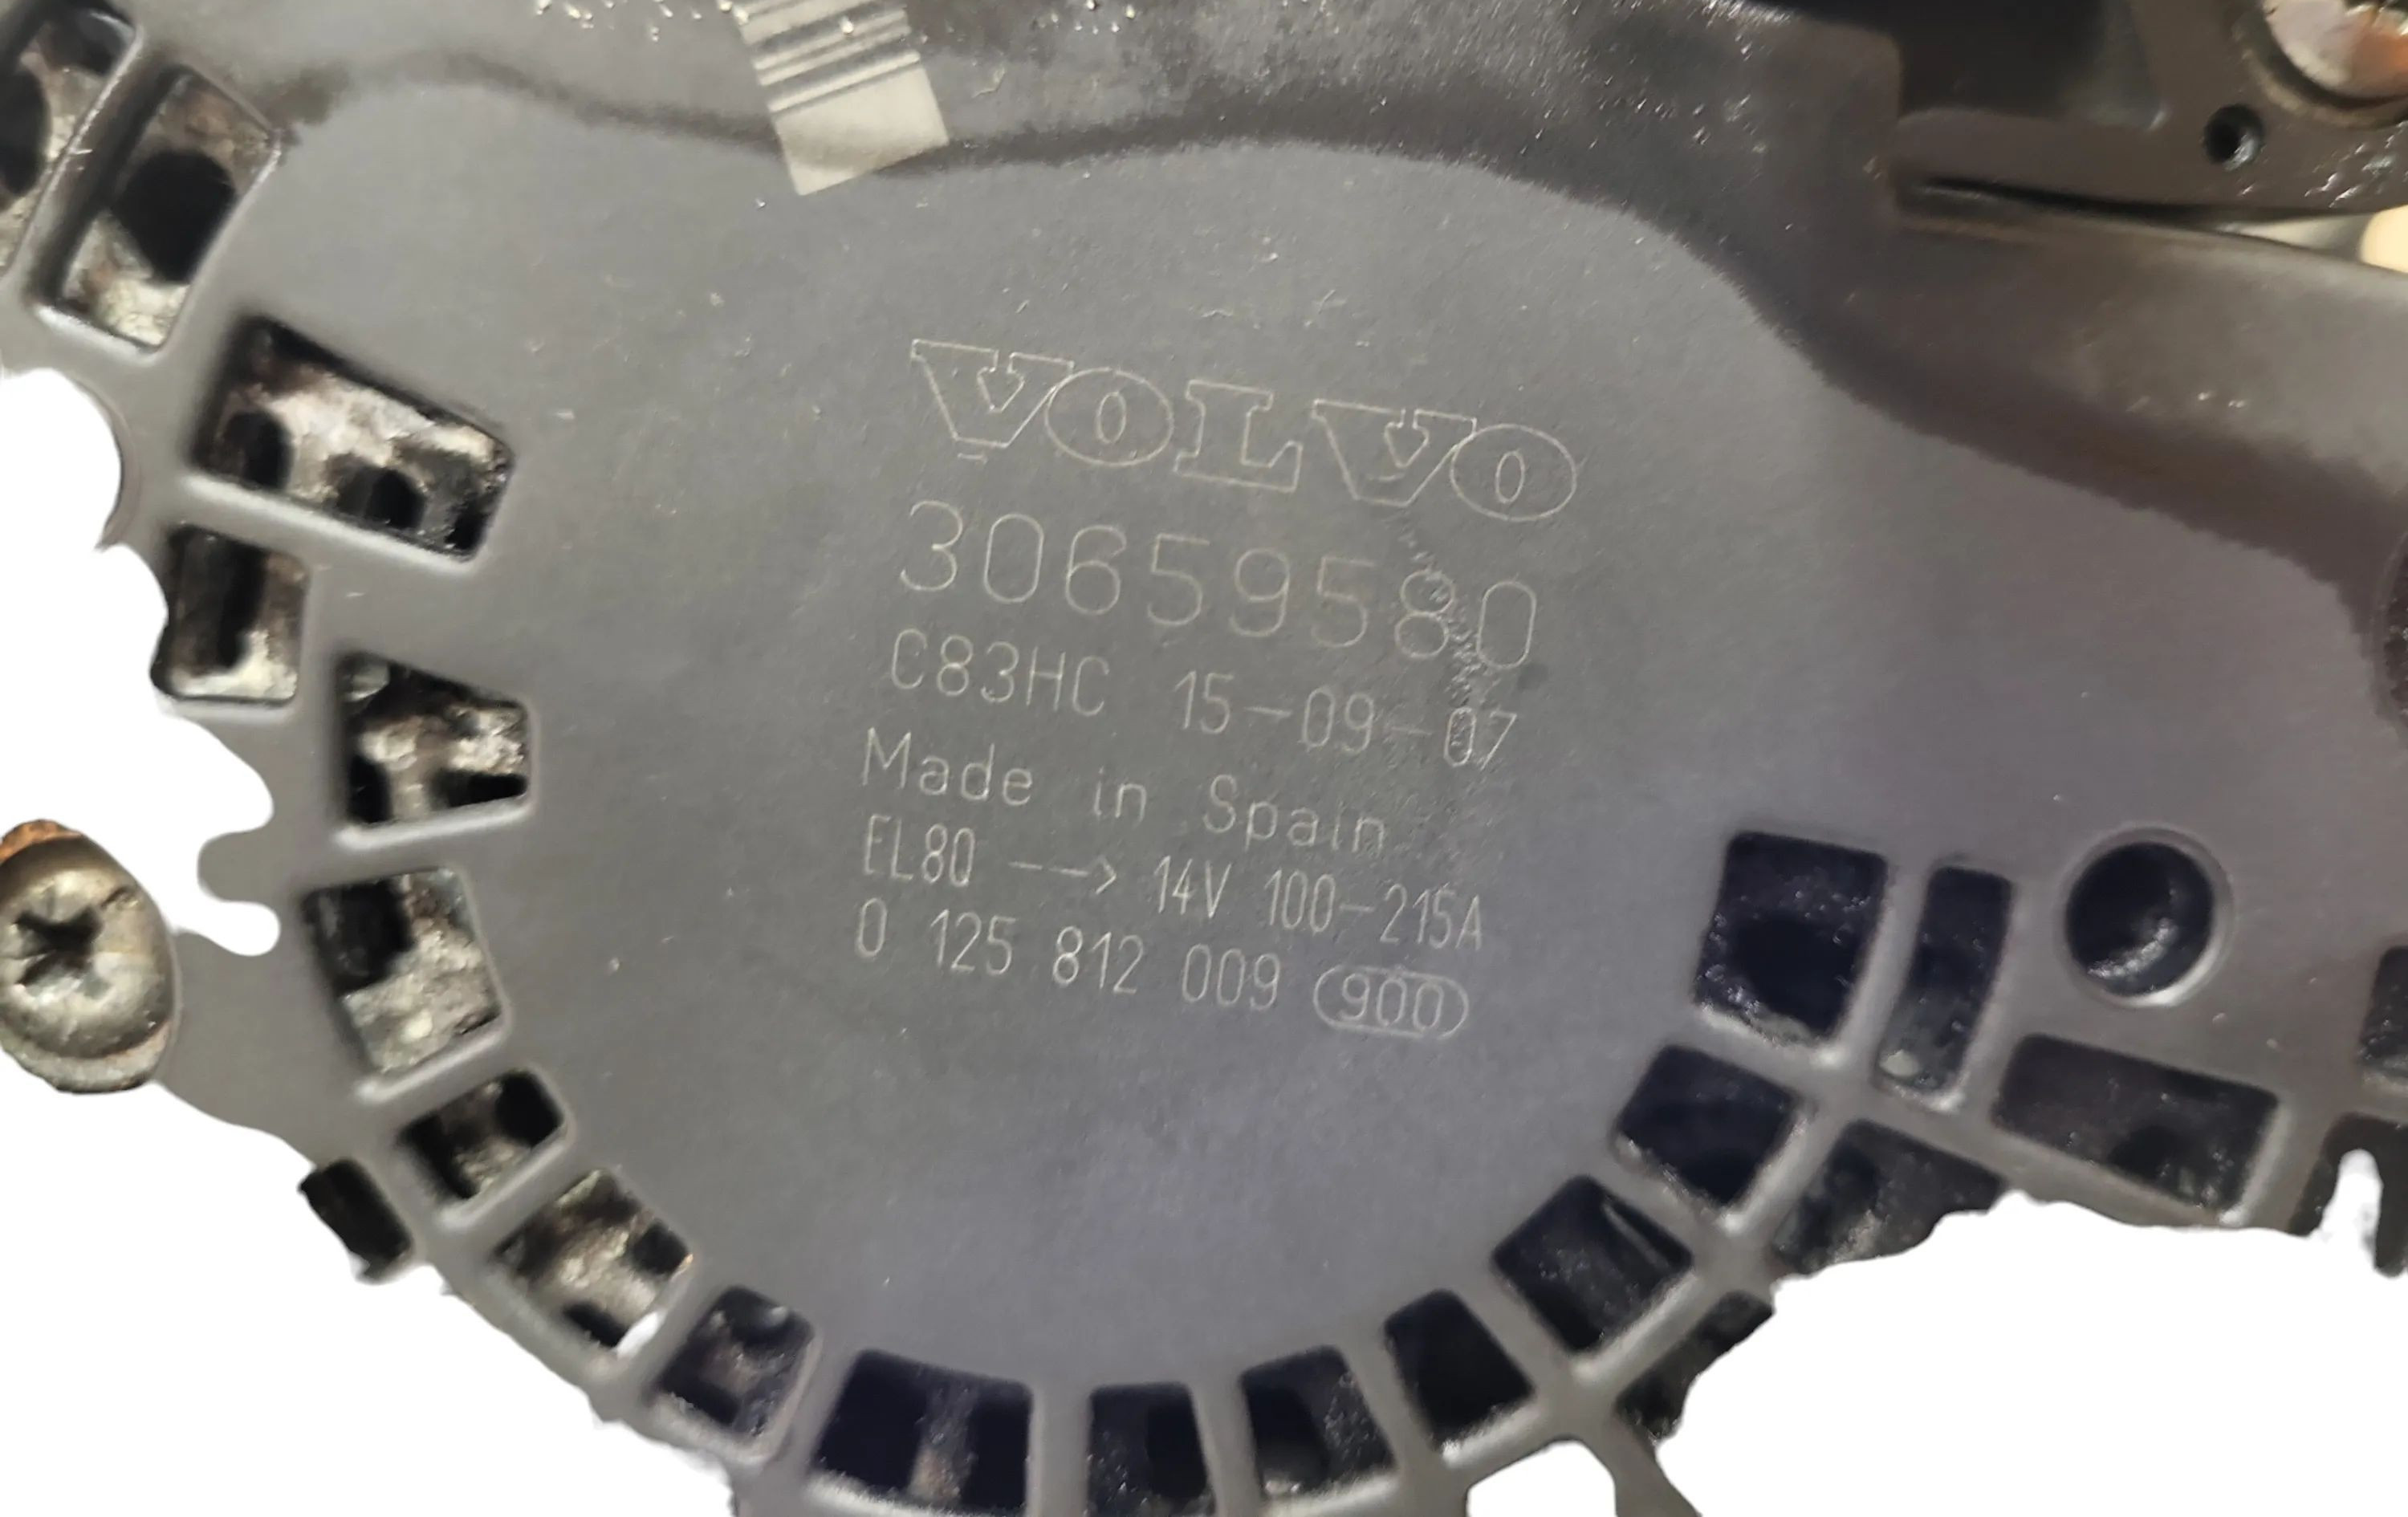 VOLVO
30659580
C83HC 15-09-07
Made in Spain
EL80 --> 14V 100-215A
0 125 812 009 900